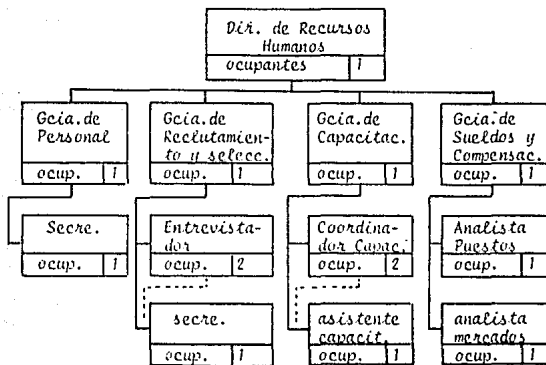 Dir. de Recursos
Humanos
ocupantes 1
Gcia. de
Personal
ocup. 1
Gcia. de
Reclutamien-
to y selecc.
ocup. 1
Gcia. de
Capacitac.
ocup. 1
Gcia. de
Sueldos y
Compensac.
ocup. 1
Secre.
ocup. 1
Entrevista-
dor
ocup. 2
Coordina-
dor Capac.
ocup. 2
Analista
Puestos
ocup. 1
secre.
ocup. 1
asistente
capacit.
ocup. 1
analista
mercados
ocup. 1